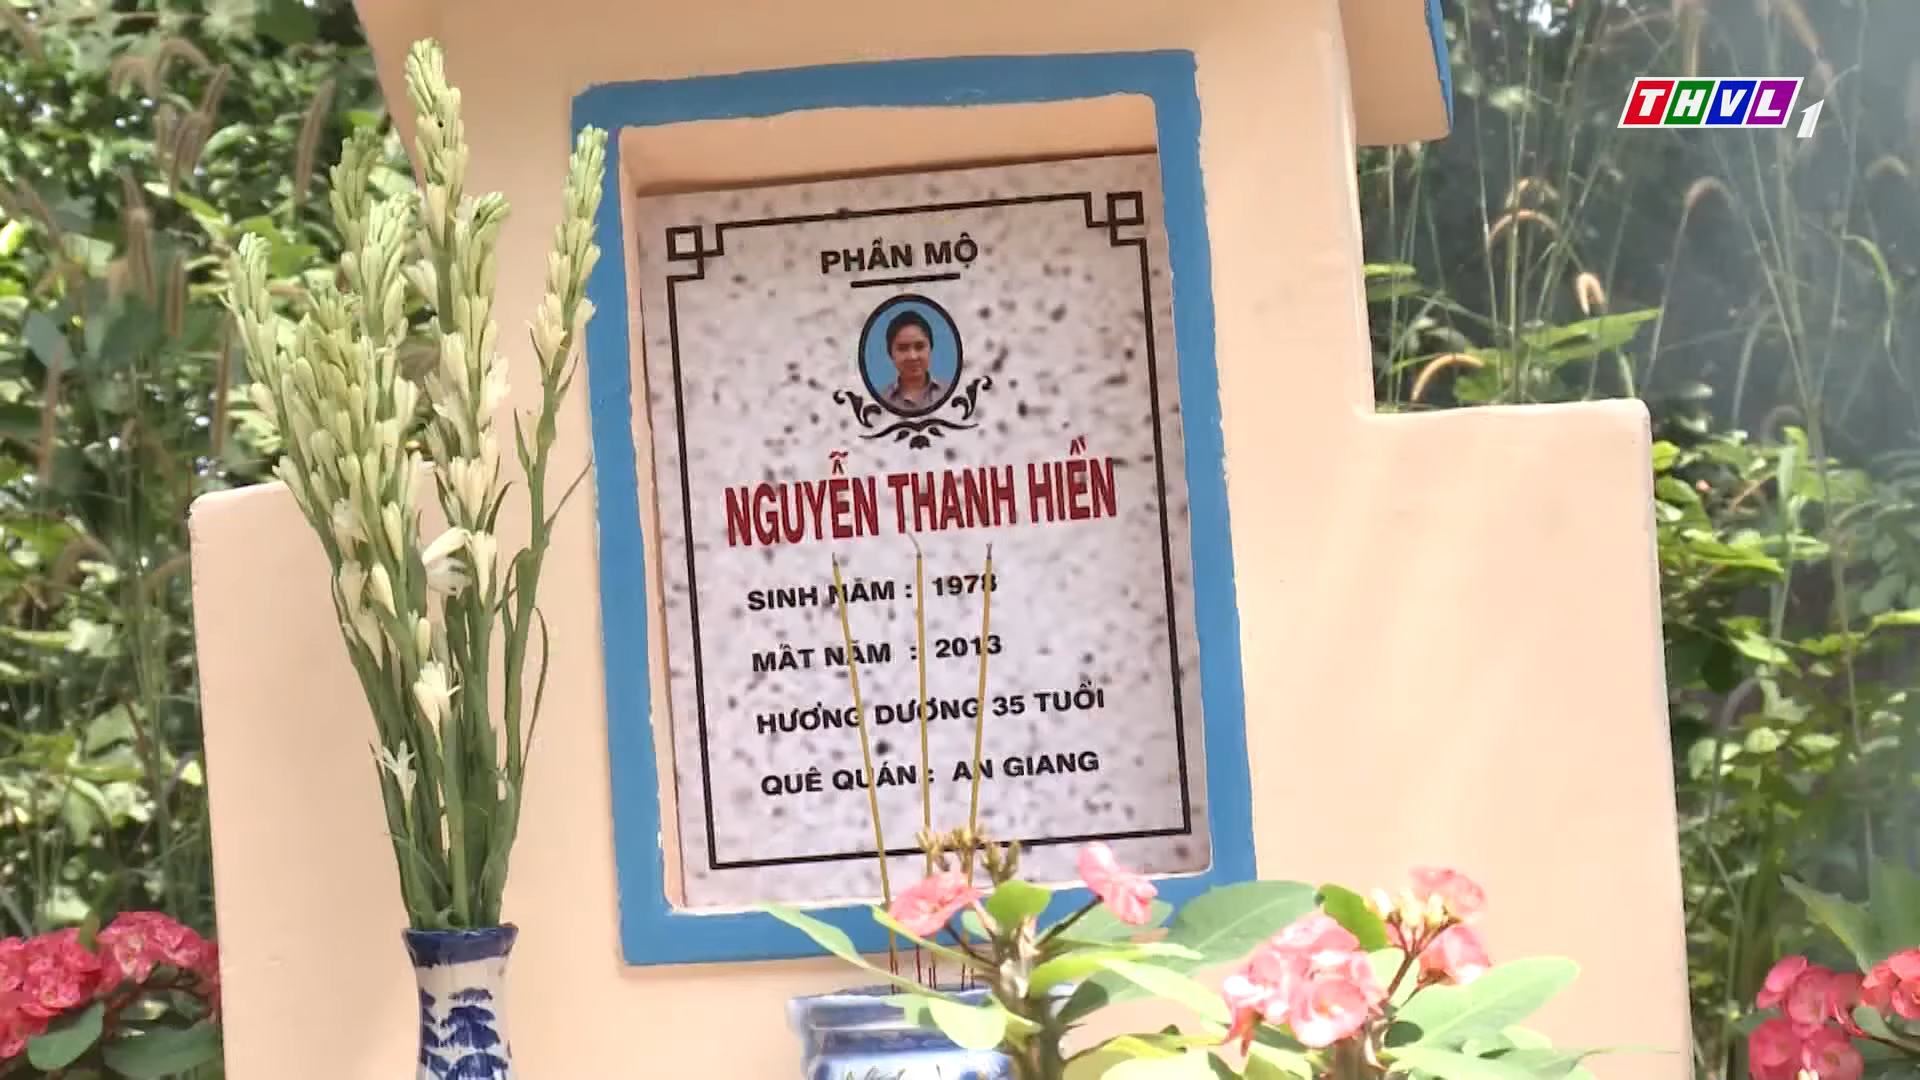 THVL1
PHẦN MỘ
NGUYỄN THANH HIỀN
SINH NĂM : 1978
MẤT NĂM : 2013
HƯƠNG DƯƠNG 35 TUỔI
QUÊ QUÁN : AN GIANG